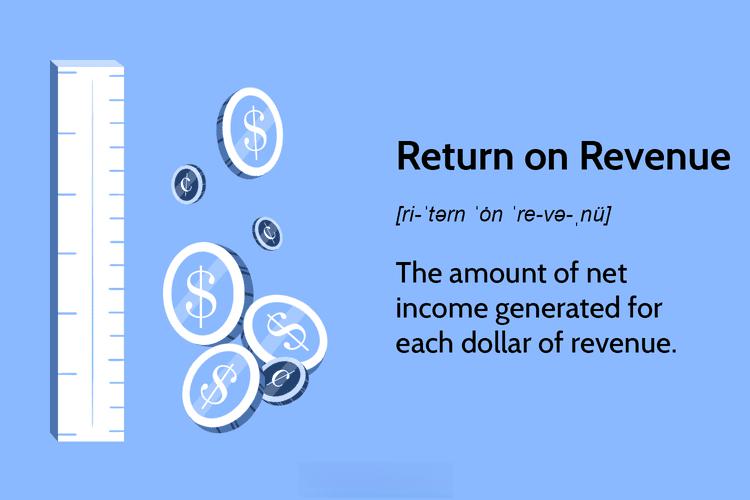 Return on Revenue
[ri-ˈtərn ˈȯn ˈre-və-ˌnü]
The amount of net
income generated for
each dollar of revenue.
$
¢
¢
$
$
$
¢